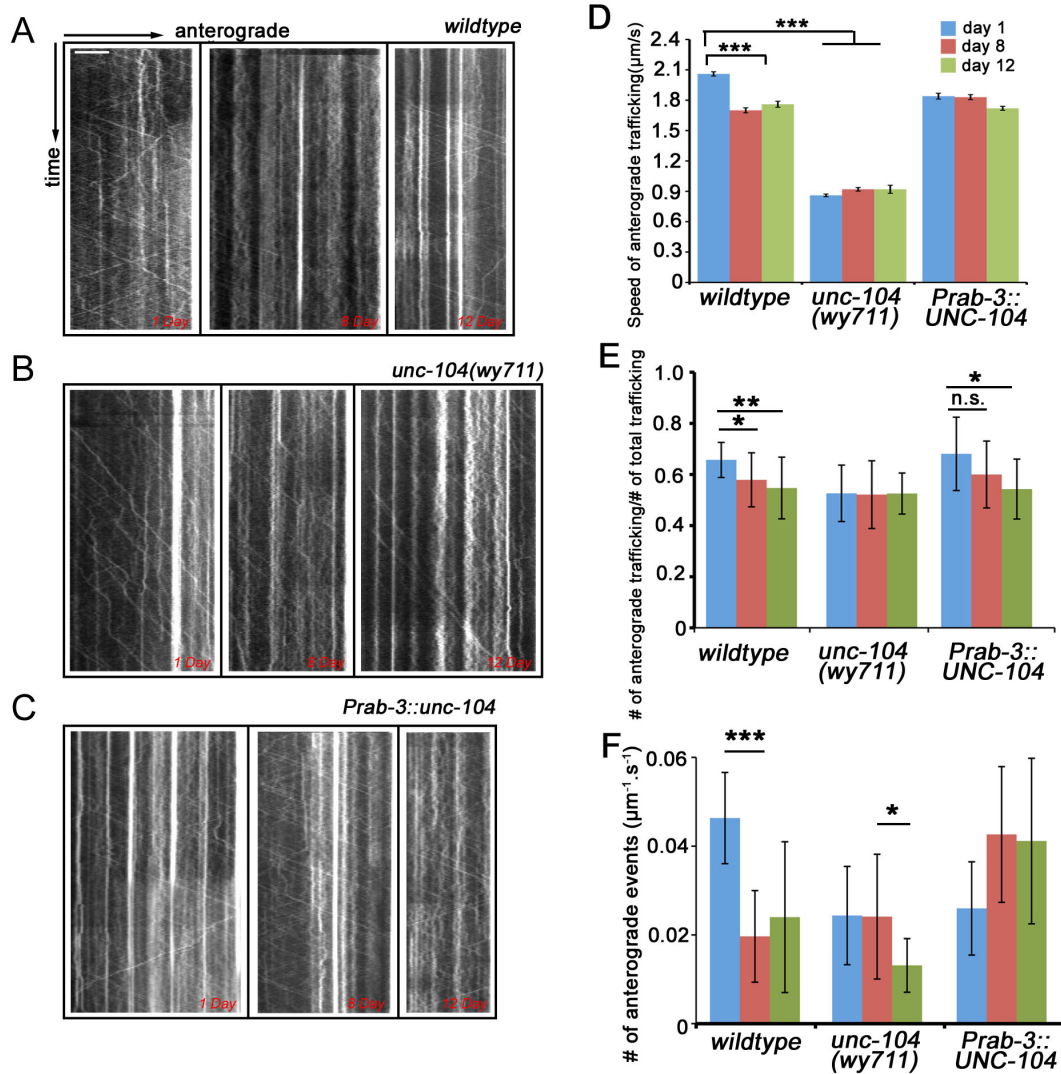 A
anterograde
wildtype
time
1 Day
8 Day
12 Day
B
unc-104(wy711)
1 Day
8 Day
12 Day
C
Prab-3::unc-104
1 Day
8 Day
12 Day
D
Speed of anterograde trafficking(μm/s)
2.4
2.1
1.8
1.5
1.2
0.9
0.6
0.3
0
***
***
day 1
day 8
day 12
wildtype
unc-104
(wy711)
Prab-3::
UNC-104
E
# of anterograde trafficking/# of total trafficking
1.0
0.8
0.6
0.4
0.2
0
**
*
*
n.s.
wildtype
unc-104
(wy711)
Prab-3::
UNC-104
F
# of anterograde events (μm⁻¹.s⁻¹)
0.06
0.04
0.02
0
***
*
wildtype
unc-104
(wy711)
Prab-3::
UNC-104